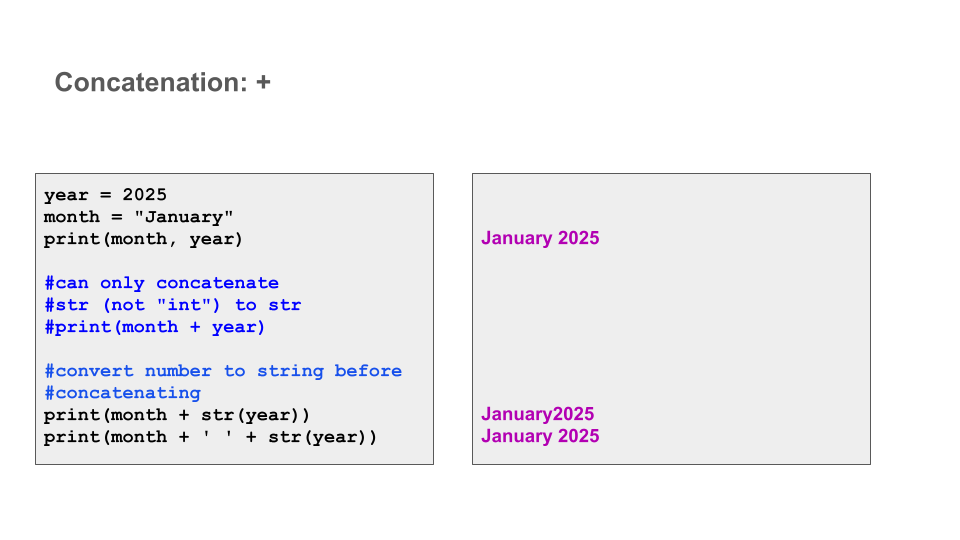 Concatenation: +
year = 2025
month = "January"
print(month, year)
#can only concatenate
#str (not "int") to str
#print(month + year)
#convert number to string before
#concatenating
print(month + str(year))
print(month + ' ' + str(year))
January 2025
January2025
January 2025